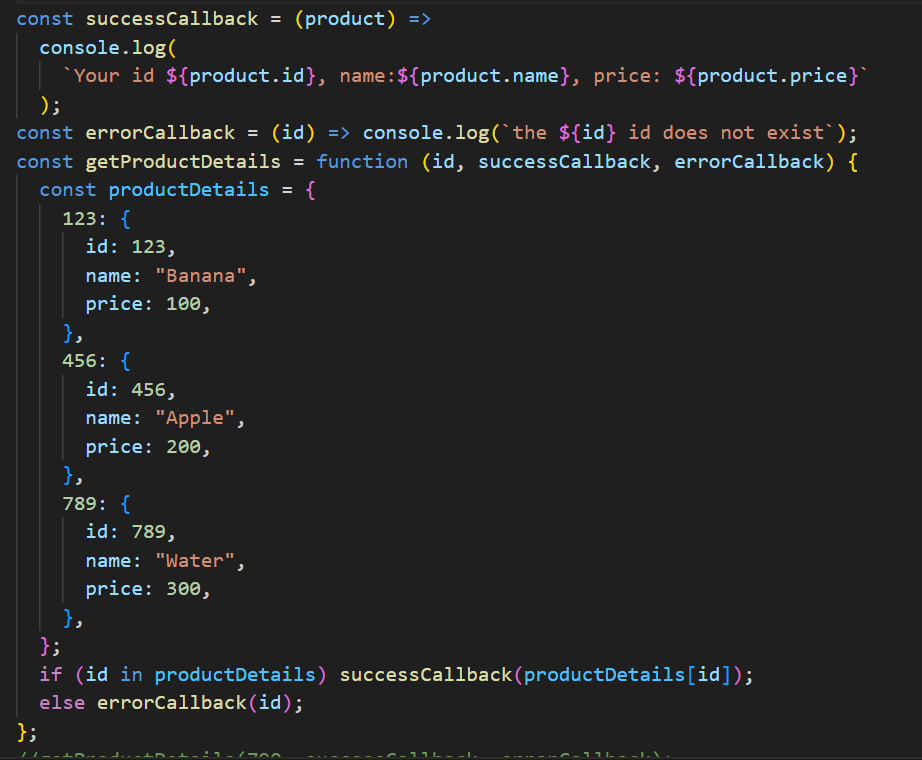 const successCallback = (product) =>
  console.log(
    `Your id ${product.id}, name:${product.name}, price: ${product.price}`
  );
const errorCallback = (id) => console.log(`the ${id} id does not exist`);
const getProductDetails = function (id, successCallback, errorCallback) {
  const productDetails = {
    123: {
      id: 123,
      name: "Banana",
      price: 100,
    },
    456: {
      id: 456,
      name: "Apple",
      price: 200,
    },
    789: {
      id: 789,
      name: "Water",
      price: 300,
    },
  };
  if (id in productDetails) successCallback(productDetails[id]);
  else errorCallback(id);
};